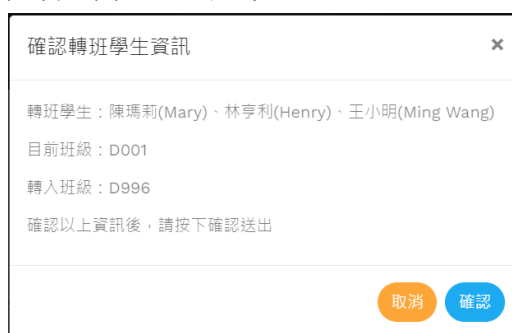 確認轉班學生資訊
×
轉班學生：陳瑪莉(Mary)、林亨利(Henry)、王小明(Ming Wang)
目前班級：D001
轉入班級：D996
確認以上資訊後，請按下確認送出
取消
確認